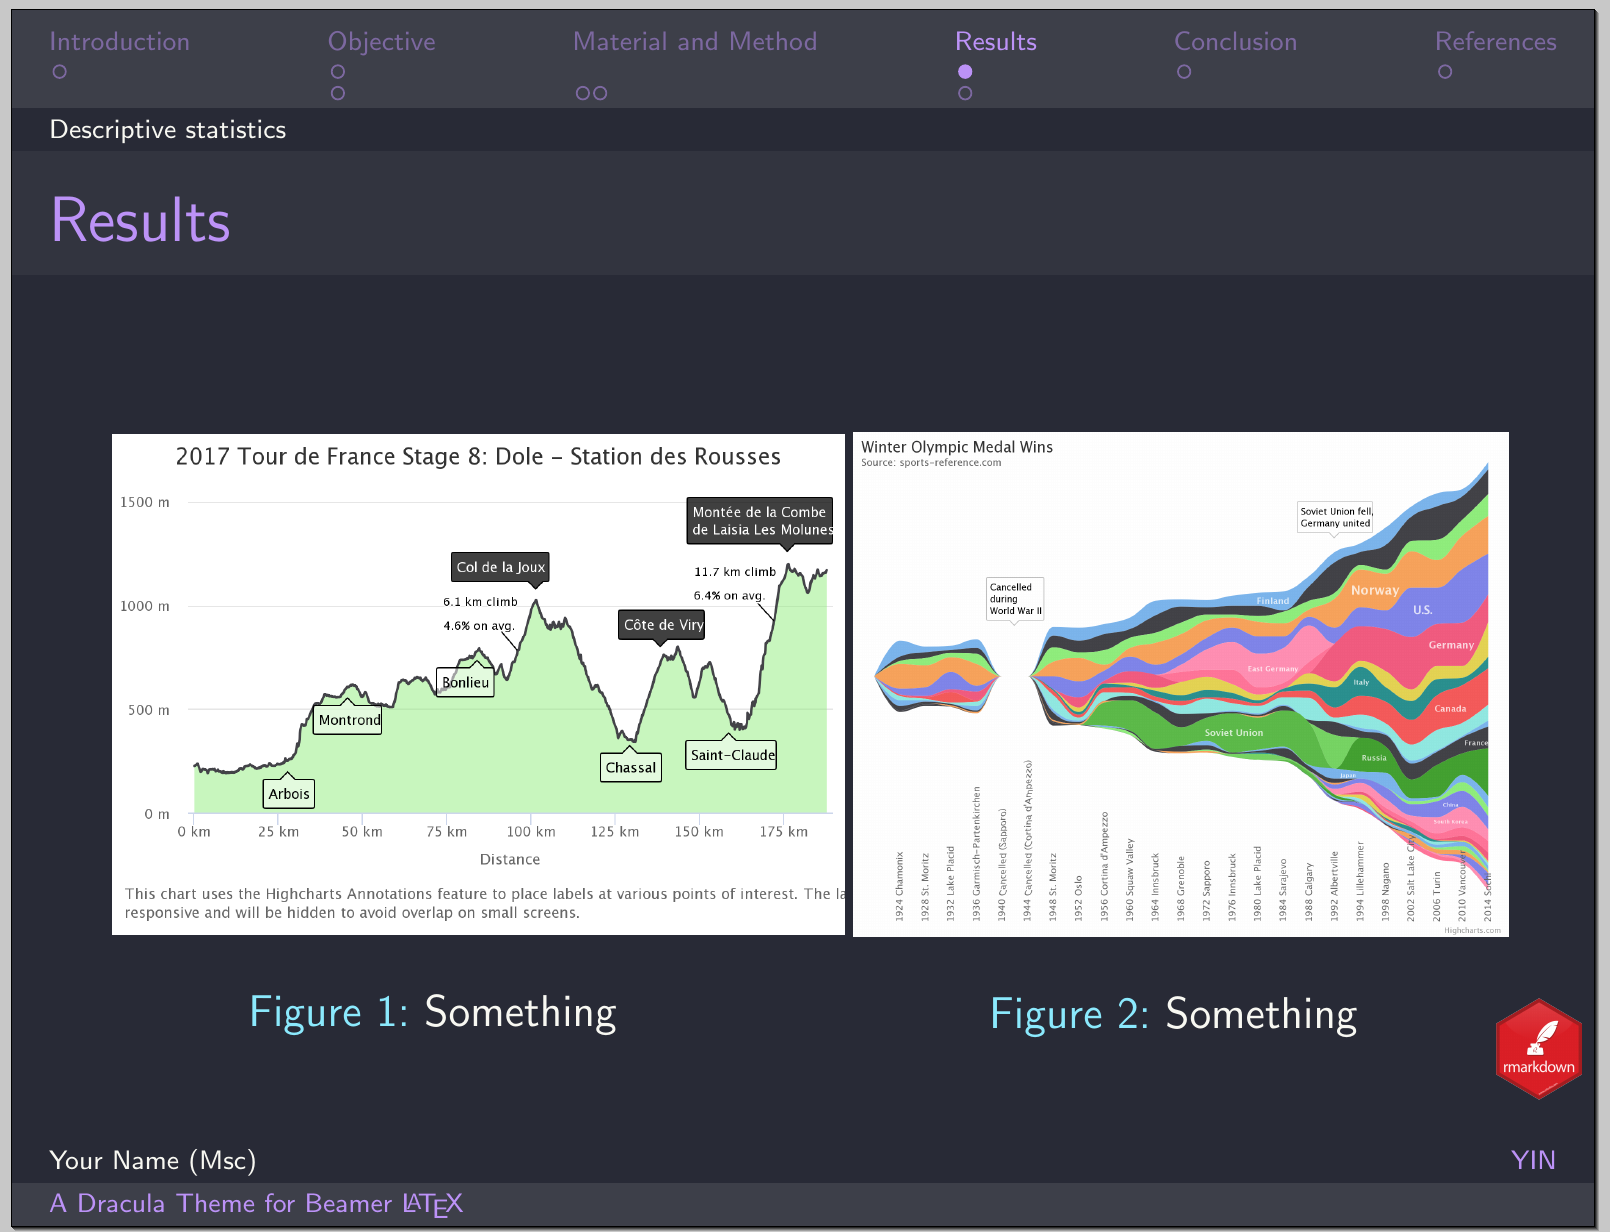 Introduction
Objective
Material and Method
Results
Conclusion
References
Descriptive statistics
Results
2017 Tour de France Stage 8: Dole – Station des Rousses
1500 m
1000 m
500 m
0 m
Montée de la Combe
de Laisia Les Molunes
11.7 km climb
6.4% on avg.
Col de la Joux
6.1 km climb
4.6% on avg.
Côte de Viry
Bonlieu
Montrond
Arbois
Chassal
Saint-Claude
0 km
25 km
50 km
75 km
100 km
125 km
150 km
175 km
Distance
This chart uses the Highcharts Annotations feature to place labels at various points of interest. The la
responsive and will be hidden to avoid overlap on small screens.
Winter Olympic Medal Wins
Source: sports-reference.com
Soviet Union fell,
Germany united
Cancelled
during
World War II
Finland
Norway
U.S.
Germany
East Germany
Italy
Canada
Soviet Union
France
Russia
Japan
China
South Korea
1924 Chamonix
1928 St. Moritz
1932 Lake Placid
1936 Garmisch-Partenkirchen
1940 Cancelled (Sapporo)
1944 Cancelled (Cortina d'Ampezzo)
1948 St. Moritz
1952 Oslo
1956 Cortina d'Ampezzo
1960 Squaw Valley
1964 Innsbruck
1968 Grenoble
1972 Sapporo
1976 Innsbruck
1980 Lake Placid
1984 Sarajevo
1988 Calgary
1992 Albertville
1994 Lillehammer
1998 Nagano
2002 Salt Lake City
2006 Turin
2010 Vancouver
2014 Sochi
Highcharts.com
Figure 1: Something
Figure 2: Something
rmarkdown
Your Name (Msc)
YIN
A Dracula Theme for Beamer LATEX